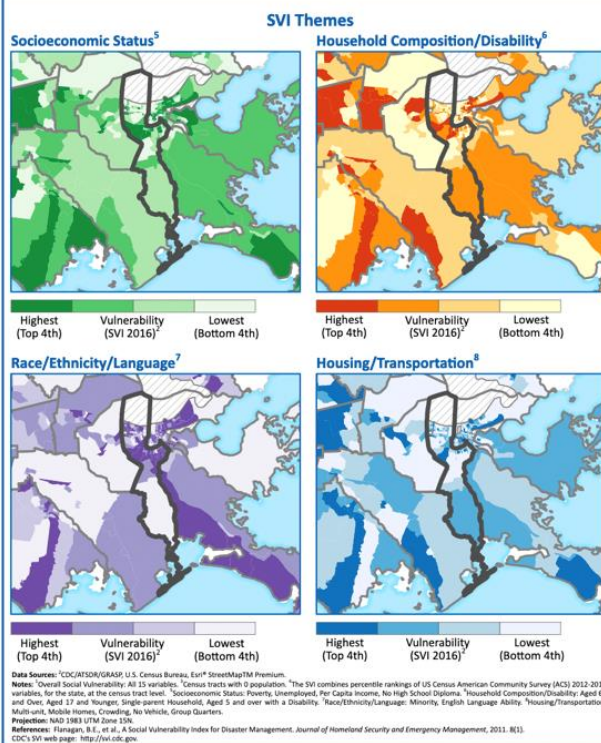 SVI Themes
Socioeconomic Status⁵
Household Composition/Disability⁶
Highest
(Top 4th)
Vulnerability
(SVI 2016)²
Lowest
(Bottom 4th)
Highest
(Top 4th)
Vulnerability
(SVI 2016)²
Lowest
(Bottom 4th)
Race/Ethnicity/Language⁷
Housing/Transportation⁸
Highest
(Top 4th)
Vulnerability
(SVI 2016)²
Lowest
(Bottom 4th)
Highest
(Top 4th)
Vulnerability
(SVI 2016)²
Lowest
(Bottom 4th)
Data Sources: ²CDC/ATSDR/GRASP, U.S. Census Bureau, Esri® StreetMapTM Premium.
Notes: ¹Overall Social Vulnerability: All 15 variables. ³Census tracts with 0 population. ⁴The SVI combines percentile rankings of US Census American Community Survey (ACS) 2012-201
variables, for the state, at the census tract level. ⁵Socioeconomic Status: Poverty, Unemployed, Per Capita Income, No High School Diploma. ⁶Household Composition/Disability: Aged 6
and Over, Aged 17 and Younger, Single-parent Household, Aged 5 and over with a Disability. ⁷Race/Ethnicity/Language: Minority, English Language Ability. ⁸Housing/Transportation
Multi-unit, Mobile Homes, Crowding, No Vehicle, Group Quarters.
Projection: NAD 1983 UTM Zone 15N.
References: Flanagan, B.E., et al., A Social Vulnerability Index for Disaster Management. Journal of Homeland Security and Emergency Management, 2011. 8(1).
CDC's SVI web page: http://svi.cdc.gov.